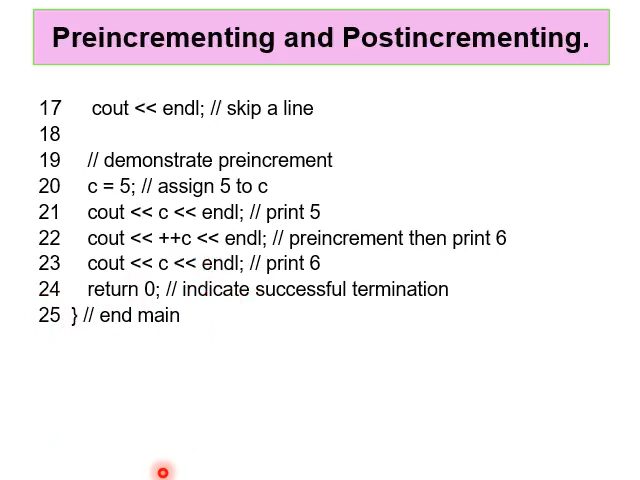 Preincrementing and Postincrementing.
17 cout << endl; // skip a line
18
19 // demonstrate preincrement
20 c = 5; // assign 5 to c
21 cout << c << endl; // print 5
22 cout << ++c << endl; // preincrement then print 6
23 cout << c << endl; // print 6
24 return 0; // indicate successful termination
25 } // end main